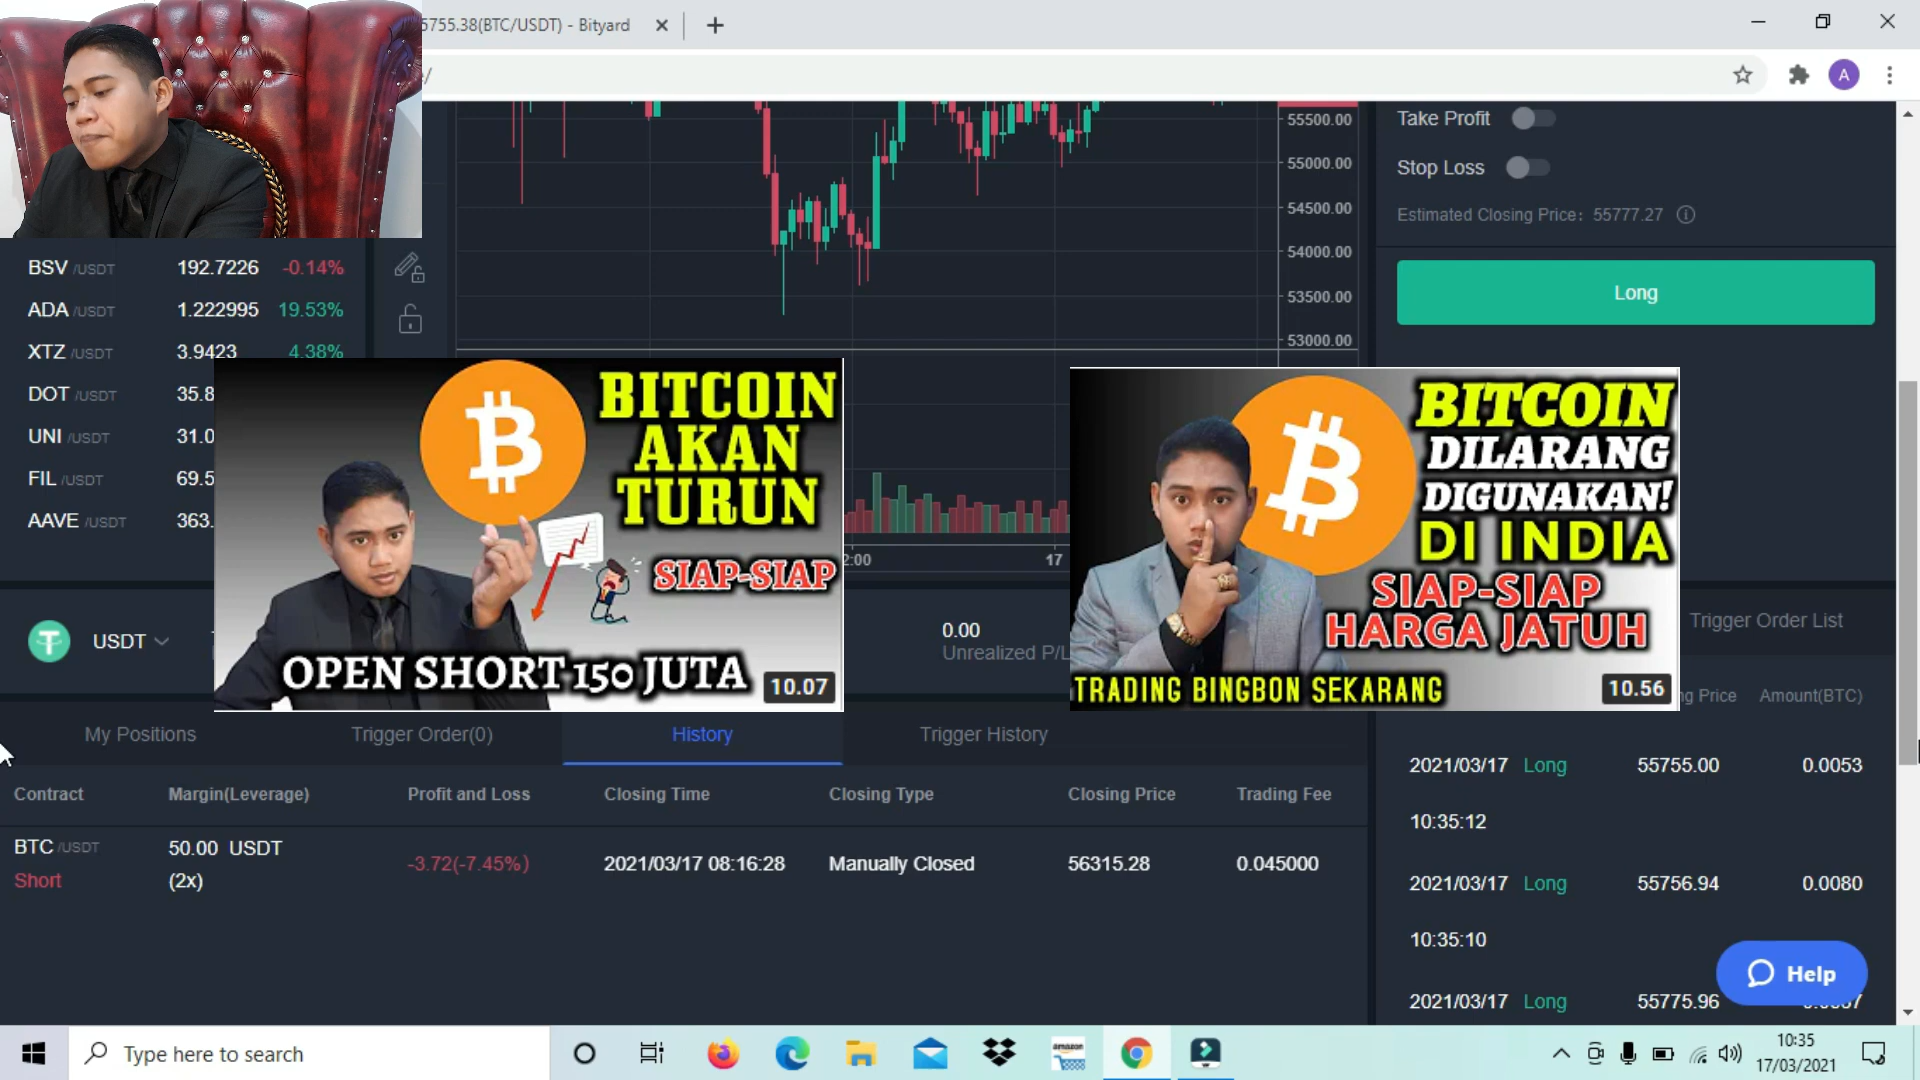 5755.38(BTC/USDT) - Bityard
A
55500.00
55000.00
54500.00
54000.00
53500.00
53000.00
Take Profit
Stop Loss
Estimated Closing Price: 55777.27
Long
BSV /USDT 192.7226 -0.14%
ADA /USDT 1.222995 19.53%
XTZ /USDT 3.9423 4.38%
DOT /USDT 35.8
UNI /USDT 31.0
FIL /USDT 69.5
AAVE /USDT 363.
BITCOIN
AKAN
TURUN
SIAP-SIAP
OPEN SHORT 150 JUTA
10.07
2:00
17
BITCOIN
DILARANG
DIGUNAKAN!
DI INDIA
SIAP-SIAP
HARGA JATUH
TRADING BINGBON SEKARANG
10.56
USDT
0.00
Unrealized P/L
Trigger Order List
ng Price Amount(BTC)
My Positions Trigger Order(0) History Trigger History
Contract Margin(Leverage) Profit and Loss Closing Time Closing Type Closing Price Trading Fee
BTC /USDT 50.00 USDT
Short (2x) -3.72(-7.45%) 2021/03/17 08:16:28 Manually Closed 56315.28 0.045000
2021/03/17 Long 55755.00 0.0053
10:35:12
2021/03/17 Long 55756.94 0.0080
10:35:10
2021/03/17 Long 55775.96
Help
Type here to search
amazon
10:35
17/03/2021